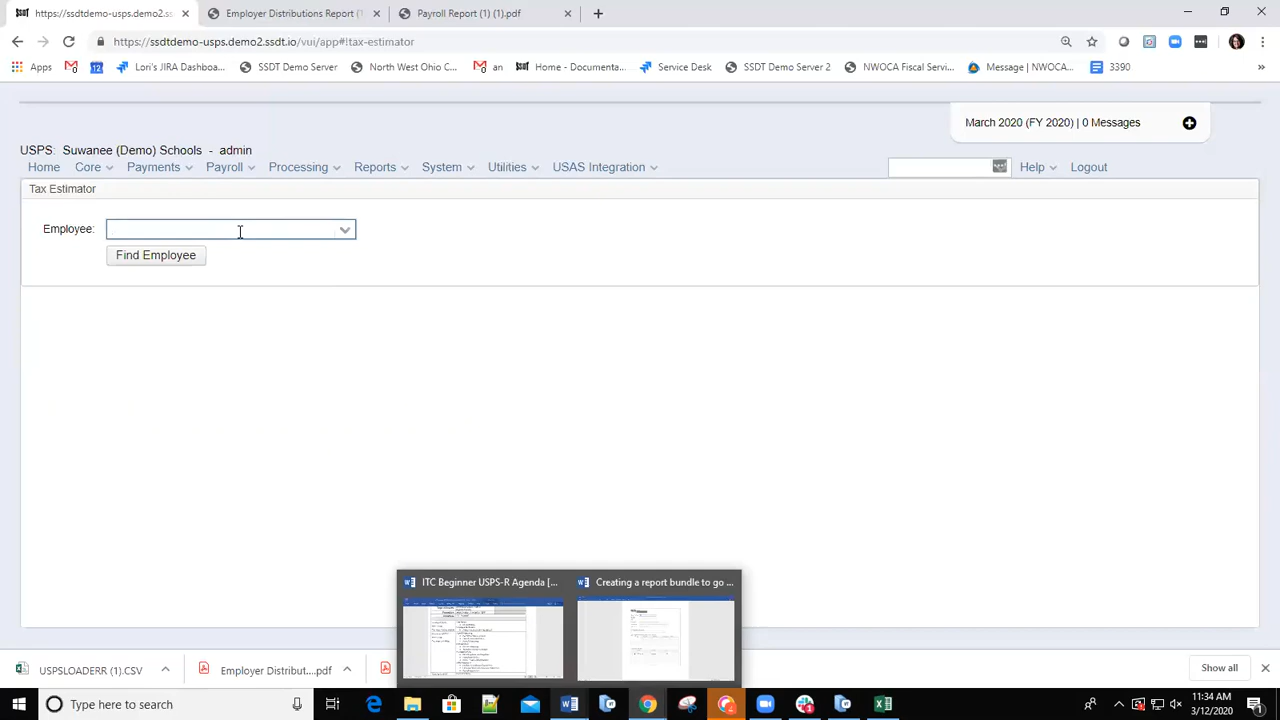 https://ssdtdemo-usps.demo2.ss
Employer Distributions Report (1
Payroll Report (1) (1).pdf
https://ssdtdemo-usps.demo2.ssdt.io/vui/app#!tax-estimator
Apps
12
Lori's JIRA Dashboa...
SSDT Demo Server
North West Ohio C...
an
SSDT
Home - Documenta...
Service Desk
SSDT Demo Server 2
NWOCA Fiscal Servi...
Message | NWOCA...
3390
»
March 2020 (FY 2020) | 0 Messages
USPS: Suwanee (Demo) Schools - admin
Home Core Payments Payroll Processing Reports System Utilities USAS Integration Help Logout
Tax Estimator
Employee:
Find Employee
ITC Beginner USPS-R Agenda [...
Creating a report bundle to go ...
USPSLOADERR (1).CSV
Employer Distribut....pdf
Show all
Type here to search
11:34 AM
3/12/2020